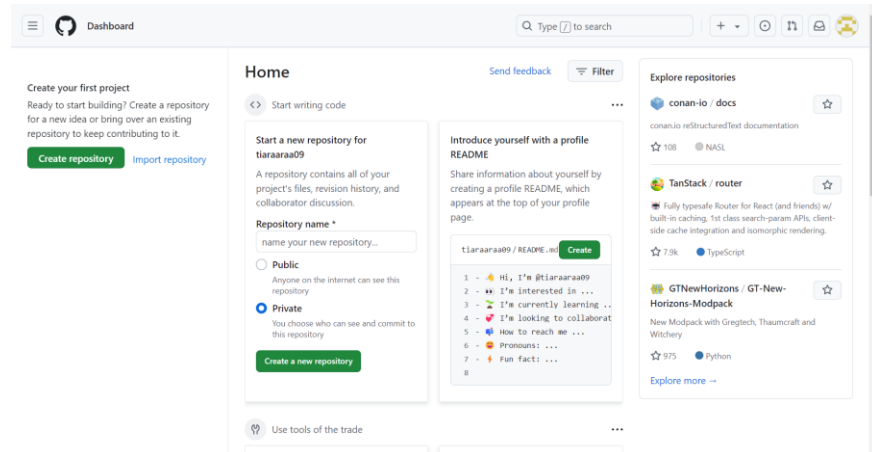 Dashboard
Type / to search
Create your first project
Ready to start building? Create a repository
for a new idea or bring over an existing
repository to keep contributing to it.
Create repository
Import repository
Home
Send feedback
Filter
<> Start writing code
Start a new repository for
tiaraaraa09
A repository contains all of your
project's files, revision history, and
collaborator discussion.
Repository name *
name your new repository...
Public
Anyone on the internet can see this
repository
Private
You choose who can see and commit to
this repository
Create a new repository
Introduce yourself with a profile
README
Share information about yourself by
creating a profile README, which
appears at the top of your profile
page.
tiaraaraa09/README.md
Create
1 - 👋 Hi, I'm @tiaraaraa09
2 - 👀 I'm interested in ...
3 - 🌱 I'm currently learning ..
4 - 💞️ I'm looking to collaborat
5 - 📫 How to reach me ...
6 - 😄 Pronouns: ...
7 - ⚡ Fun fact: ...
8
Use tools of the trade
Explore repositories
conan-io / docs
conan.io reStructuredText documentation
108 NASL
TanStack / router
🤖 Fully typesafe Router for React (and friends) w/
built-in caching, 1st class search-param APIs, client-
side cache integration and isomorphic rendering.
7.9k TypeScript
GTNewHorizons / GT-New-
Horizons-Modpack
New Modpack with Gregtech, Thaumcraft and
Witchery
975 Python
Explore more →